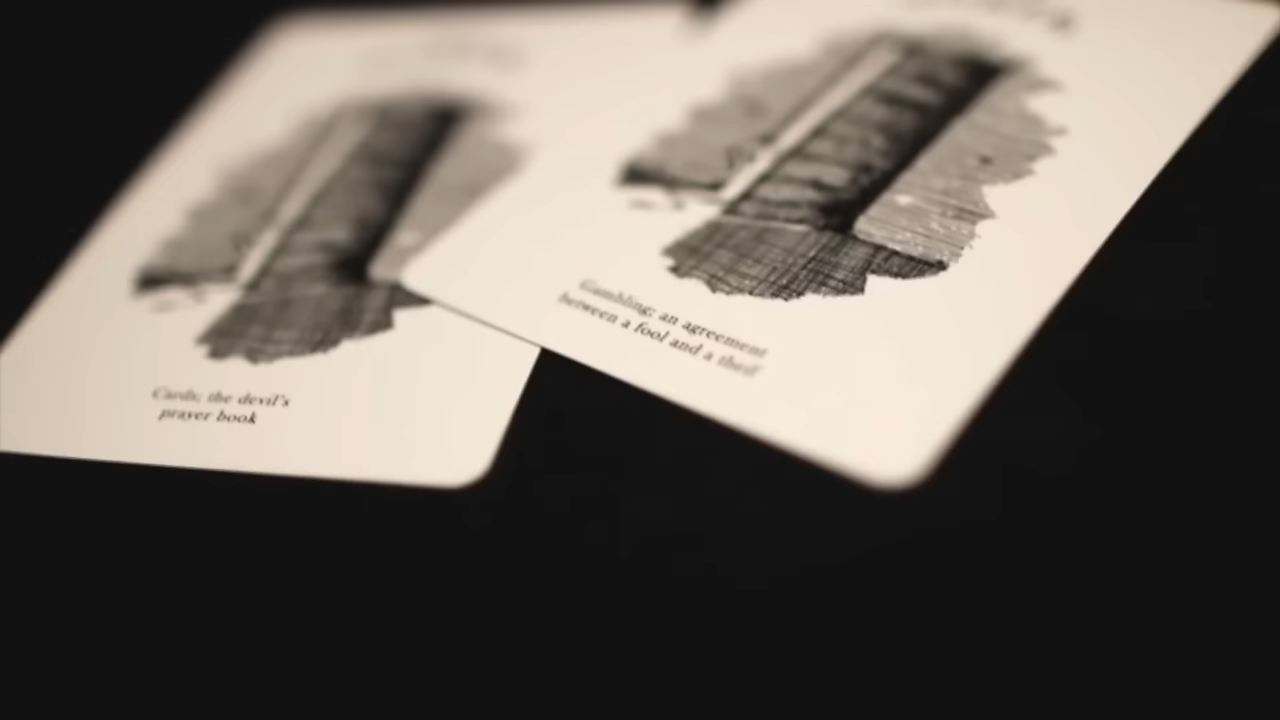 Cards; the devil's
prayer book
Gambling; an agreement
between a fool and a thief